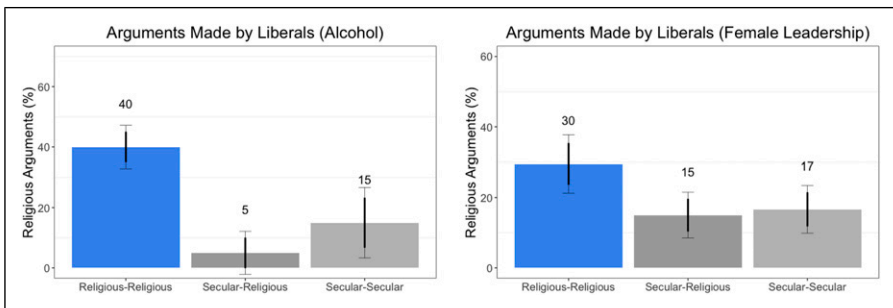 Arguments Made by Liberals (Alcohol)
Religious Arguments (%)
60
40
20
0
40
5
15
Religious-Religious
Secular-Religious
Secular-Secular
Arguments Made by Liberals (Female Leadership)
Religious Arguments (%)
60
40
20
0
30
15
17
Religious-Religious
Secular-Religious
Secular-Secular